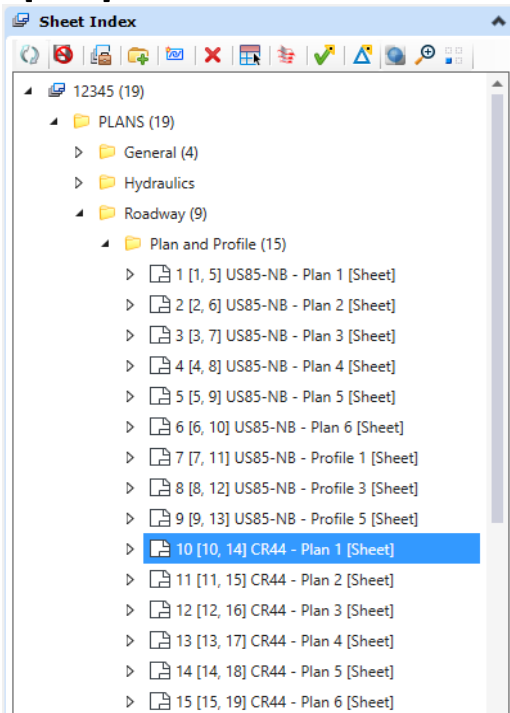 Sheet Index
12345 (19)
PLANS (19)
General (4)
Hydraulics
Roadway (9)
Plan and Profile (15)
1 [1, 5] US85-NB - Plan 1 [Sheet]
2 [2, 6] US85-NB - Plan 2 [Sheet]
3 [3, 7] US85-NB - Plan 3 [Sheet]
4 [4, 8] US85-NB - Plan 4 [Sheet]
5 [5, 9] US85-NB - Plan 5 [Sheet]
6 [6, 10] US85-NB - Plan 6 [Sheet]
7 [7, 11] US85-NB - Profile 1 [Sheet]
8 [8, 12] US85-NB - Profile 3 [Sheet]
9 [9, 13] US85-NB - Profile 5 [Sheet]
10 [10, 14] CR44 - Plan 1 [Sheet]
11 [11, 15] CR44 - Plan 2 [Sheet]
12 [12, 16] CR44 - Plan 3 [Sheet]
13 [13, 17] CR44 - Plan 4 [Sheet]
14 [14, 18] CR44 - Plan 5 [Sheet]
15 [15, 19] CR44 - Plan 6 [Sheet]